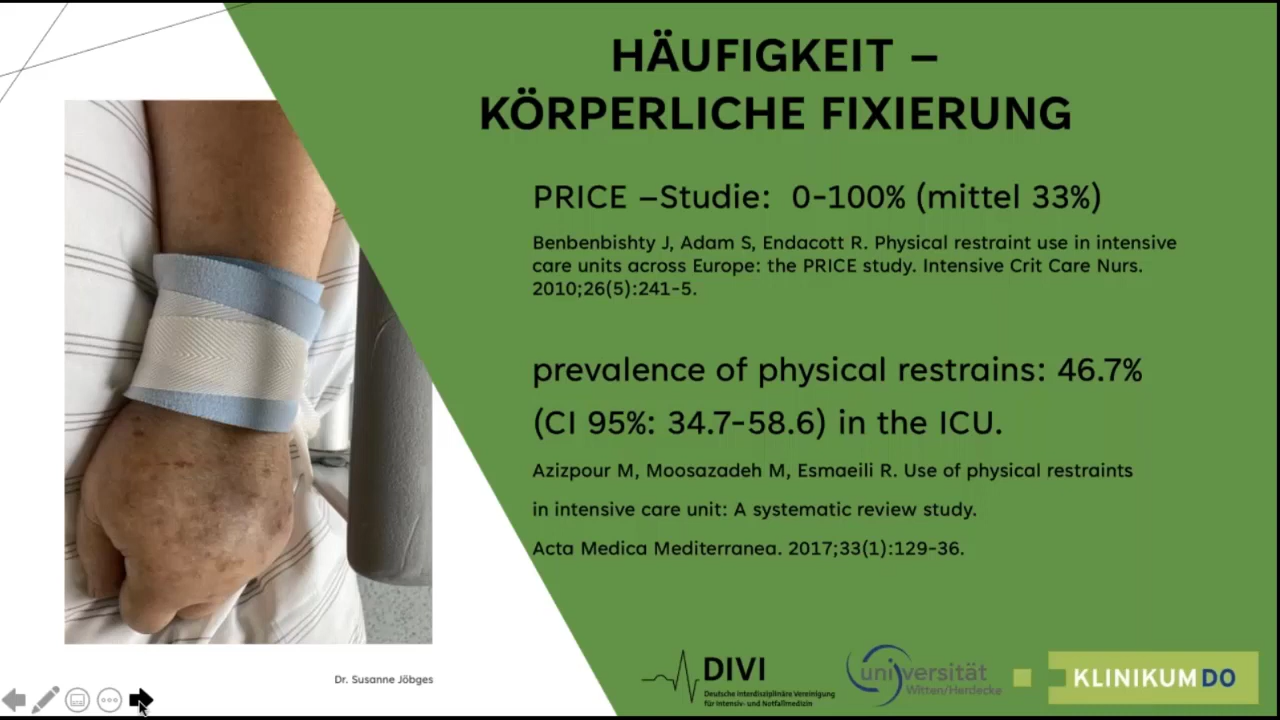 HÄUFIGKEIT –
KÖRPERLICHE FIXIERUNG
PRICE –Studie:  0-100% (mittel 33%)
Benbenbishty J, Adam S, Endacott R. Physical restraint use in intensive
care units across Europe: the PRICE study. Intensive Crit Care Nurs.
2010;26(5):241-5.
prevalence of physical restrains: 46.7%
(CI 95%: 34.7-58.6) in the ICU.
Azizpour M, Moosazadeh M, Esmaeili R. Use of physical restraints
in intensive care unit: A systematic review study.
Acta Medica Mediterranea. 2017;33(1):129-36.
Dr. Susanne Jöbges
DIVI
Deutsche Interdisziplinäre Vereinigung
für Intensiv- und Notfallmedizin
universität
Witten/Herdecke
KLINIKUMDO